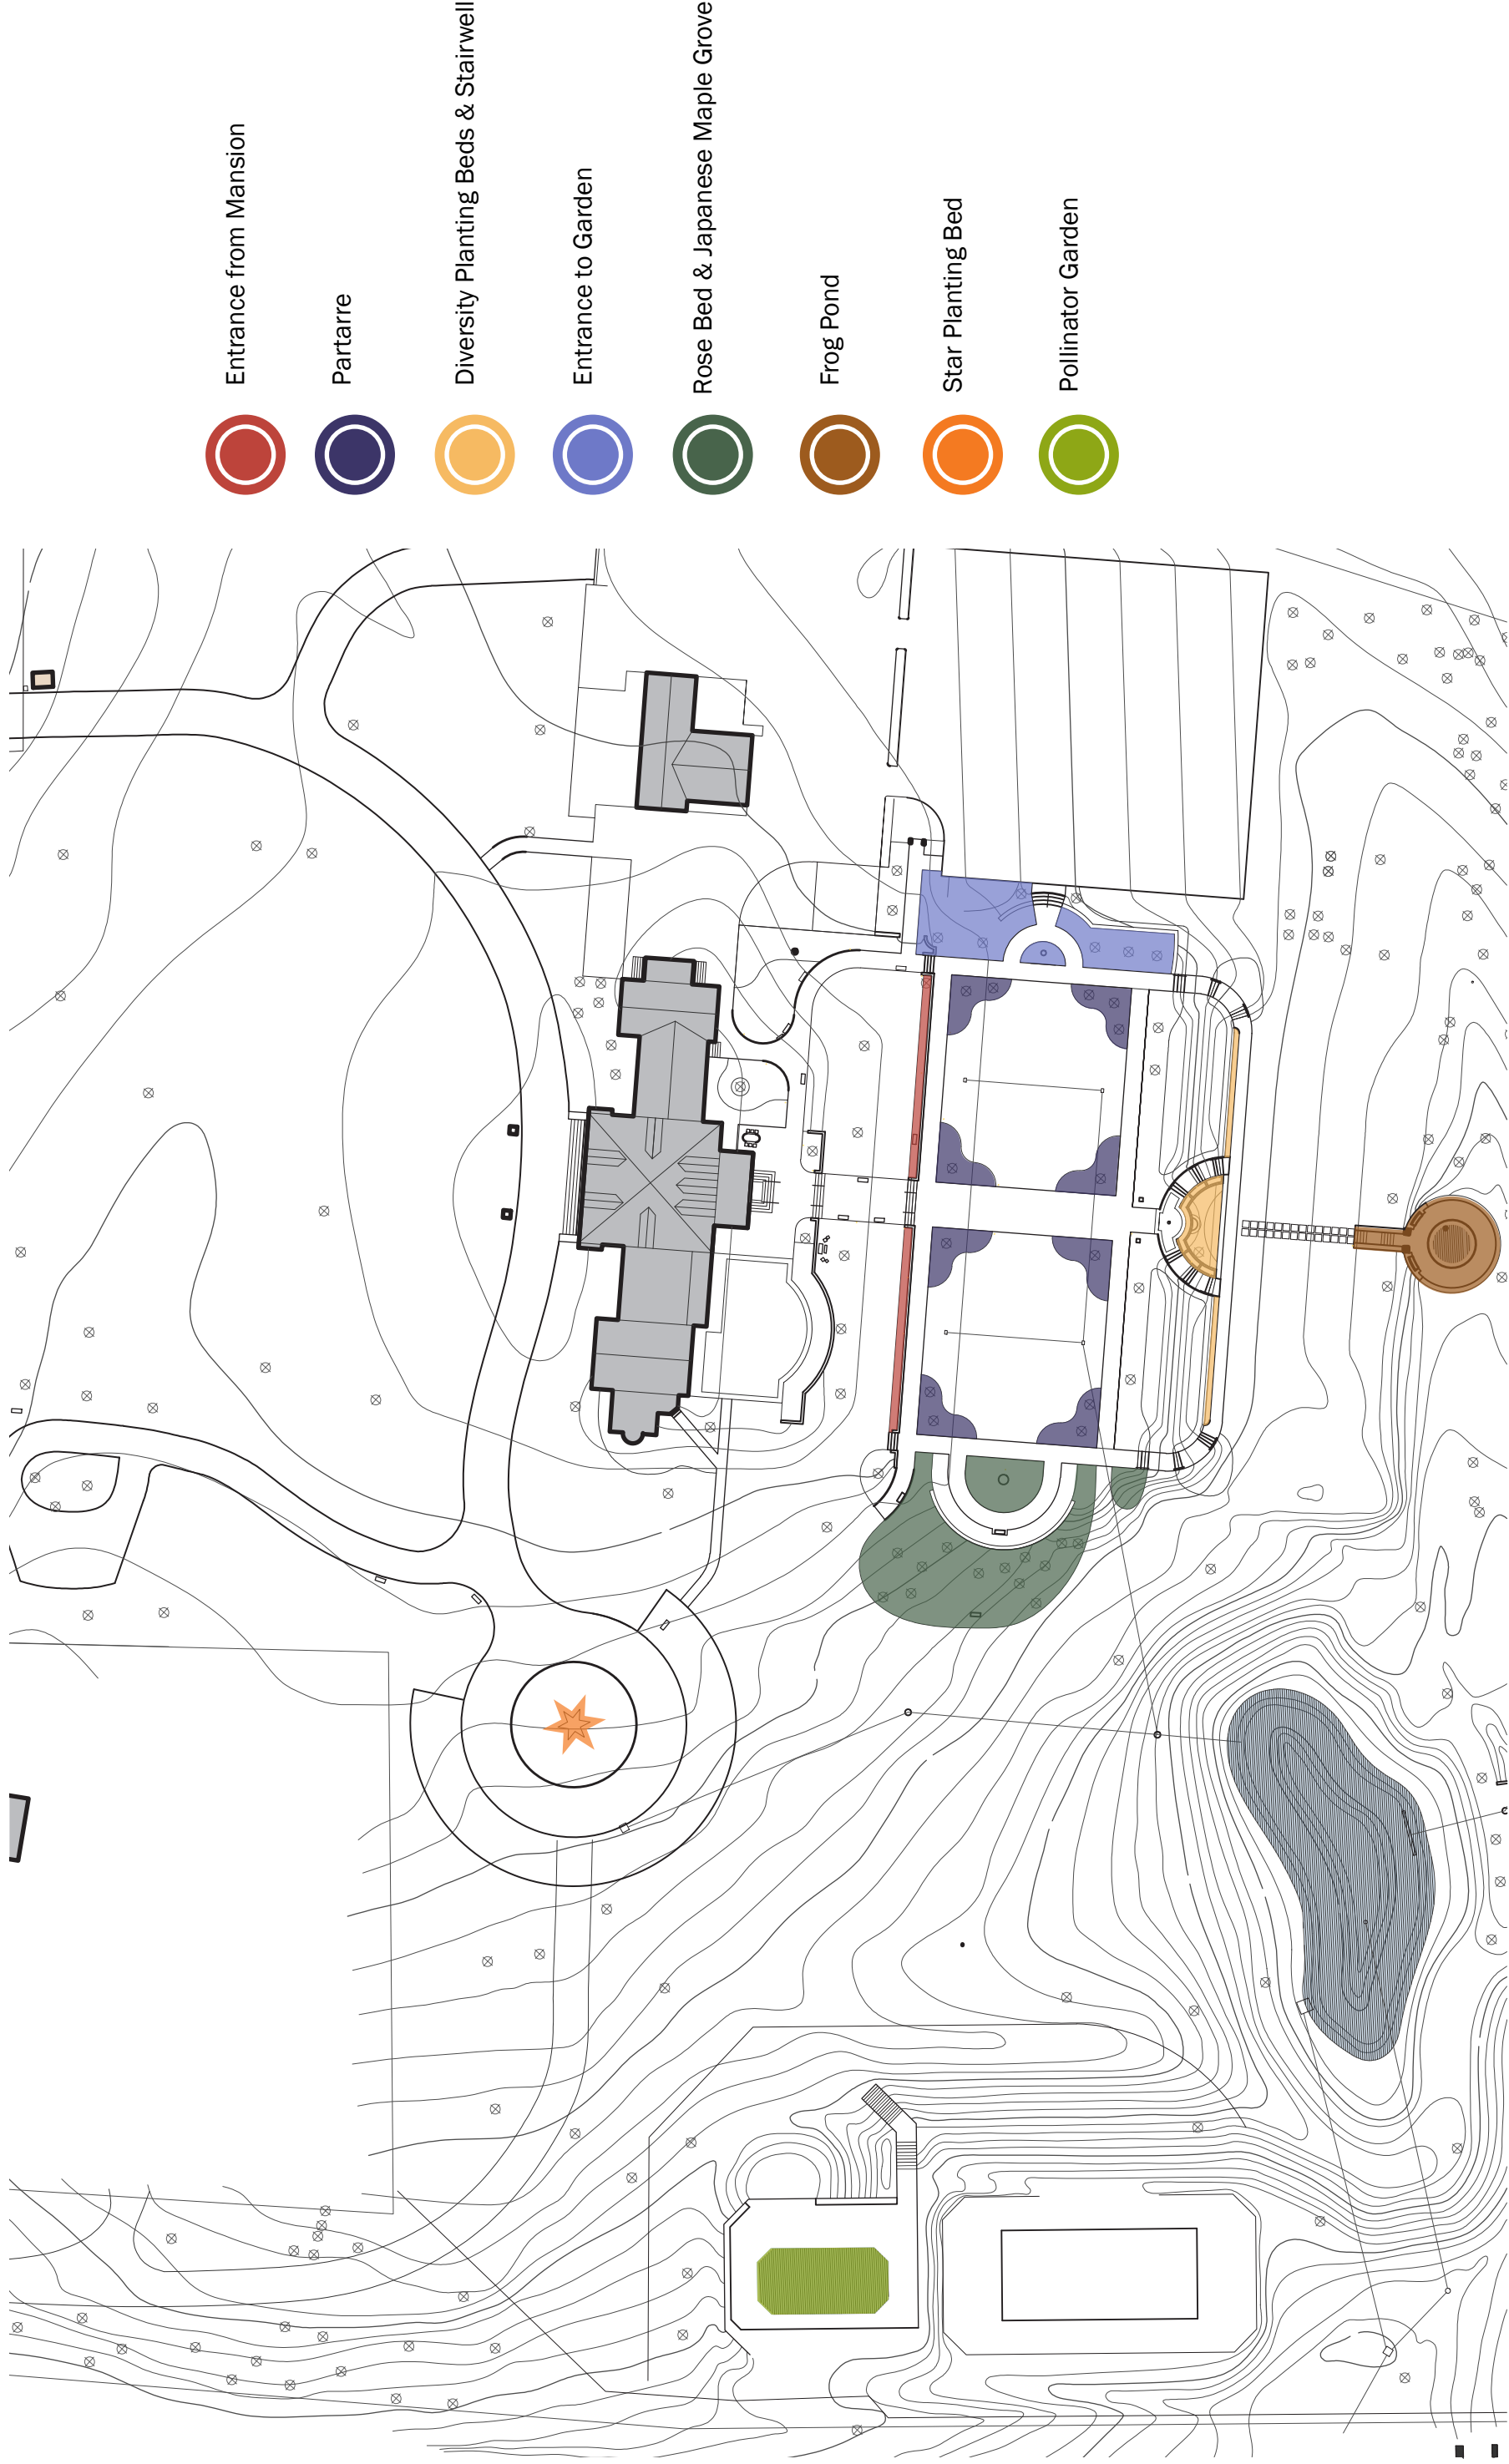 Entrance from Mansion
Partarre
Diversity Planting Beds & Stairwell
Entrance to Garden
Rose Bed & Japanese Maple Grove
Frog Pond
Star Planting Bed
Pollinator Garden